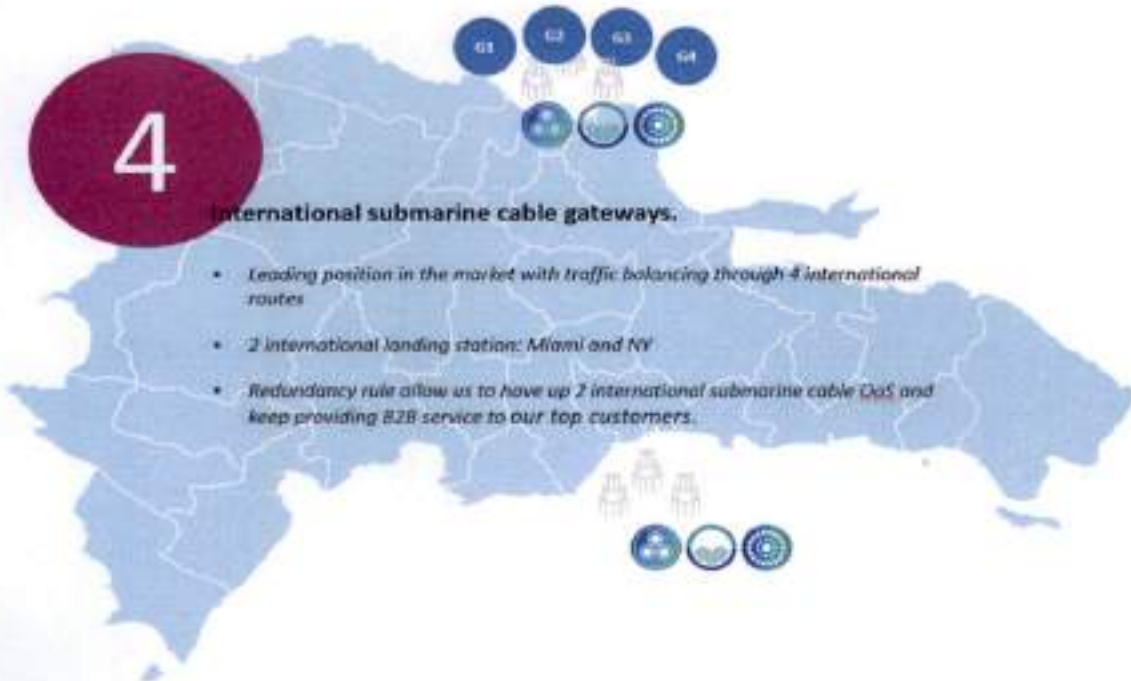 G1 G2 G3 G4
4
International submarine cable gateways.
• Leading position in the market with traffic balancing through 4 international
routes
• 2 international landing station: Miami and NY
• Redundancy rule allow us to have up 2 international submarine cable OoS and
keep providing B2B service to our top customers.